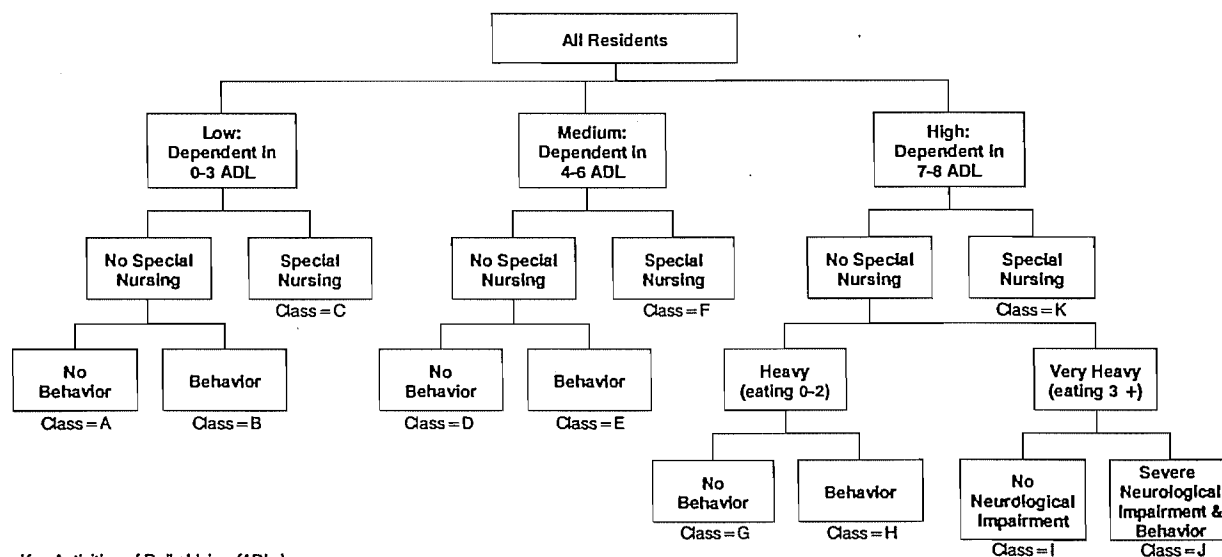 All Residents
Low:
Dependent in
0-3 ADL
Medium:
Dependent in
4-6 ADL
High:
Dependent in
7-8 ADL
No Special
Nursing
Special
Nursing
Class = C
No Special
Nursing
Special
Nursing
Class = F
No Special
Nursing
Special
Nursing
Class = K
No
Behavior
Class = A
Behavior
Class = B
No
Behavior
Class = D
Behavior
Class = E
Heavy
(eating 0-2)
Very Heavy
(eating 3 +)
No
Behavior
Class = G
Behavior
Class = H
No
Neurological
Impairment
Class = I
Severe
Neurological
Impairment &
Behavior
Class = J